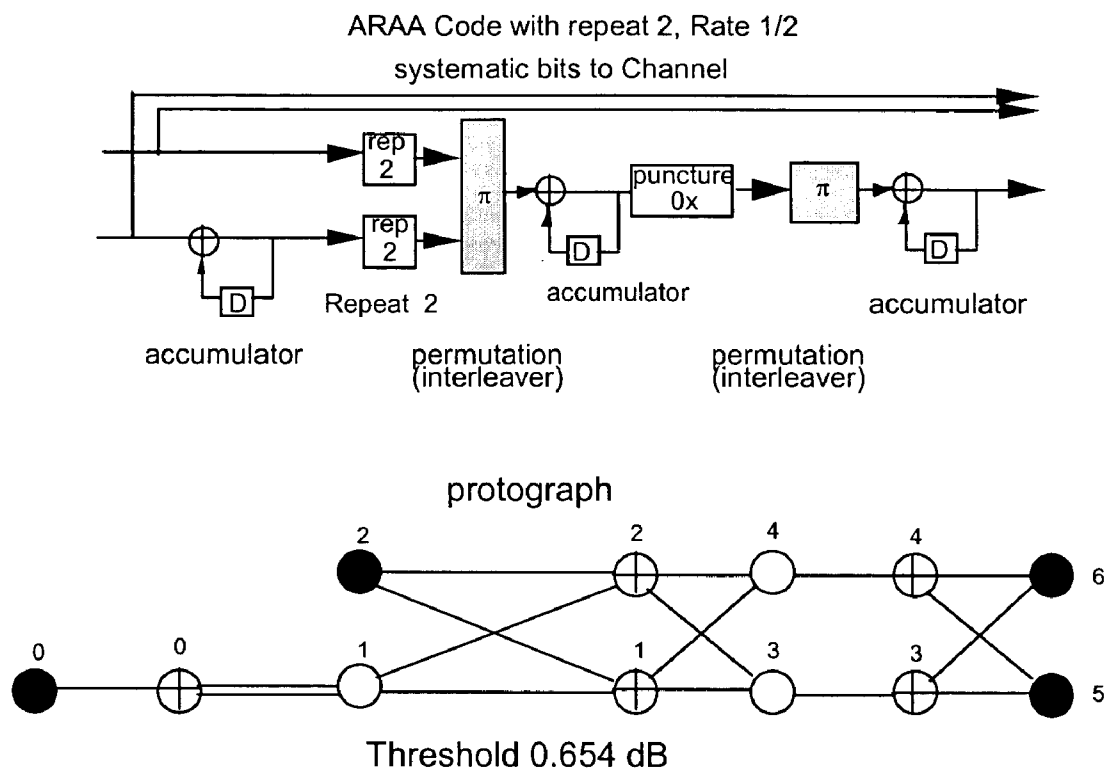 ARAA Code with repeat 2, Rate 1/2
systematic bits to Channel
rep
2
π
puncture
0x
π
rep
2
D
D
D
Repeat 2
accumulator
accumulator
accumulator
permutation
(interleaver)
permutation
(interleaver)
protograph
2
2
4
4
6
0
0
1
1
3
3
5
Threshold 0.654 dB